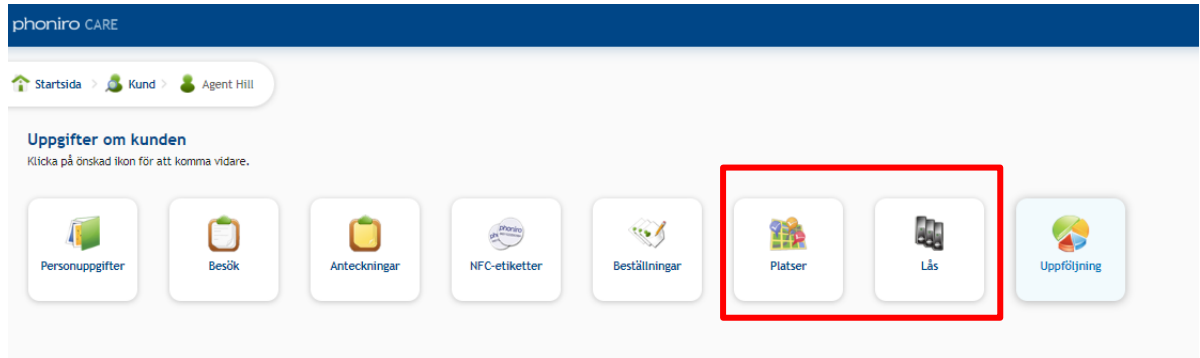 phoniro CARE
Startsida > Kund > Agent Hill
Uppgifter om kunden
Klicka på önskad ikon för att komma vidare.
Personuppgifter Besök Anteckningar NFC-etiketter Beställningar Platser Lås Uppföljning
phoniro